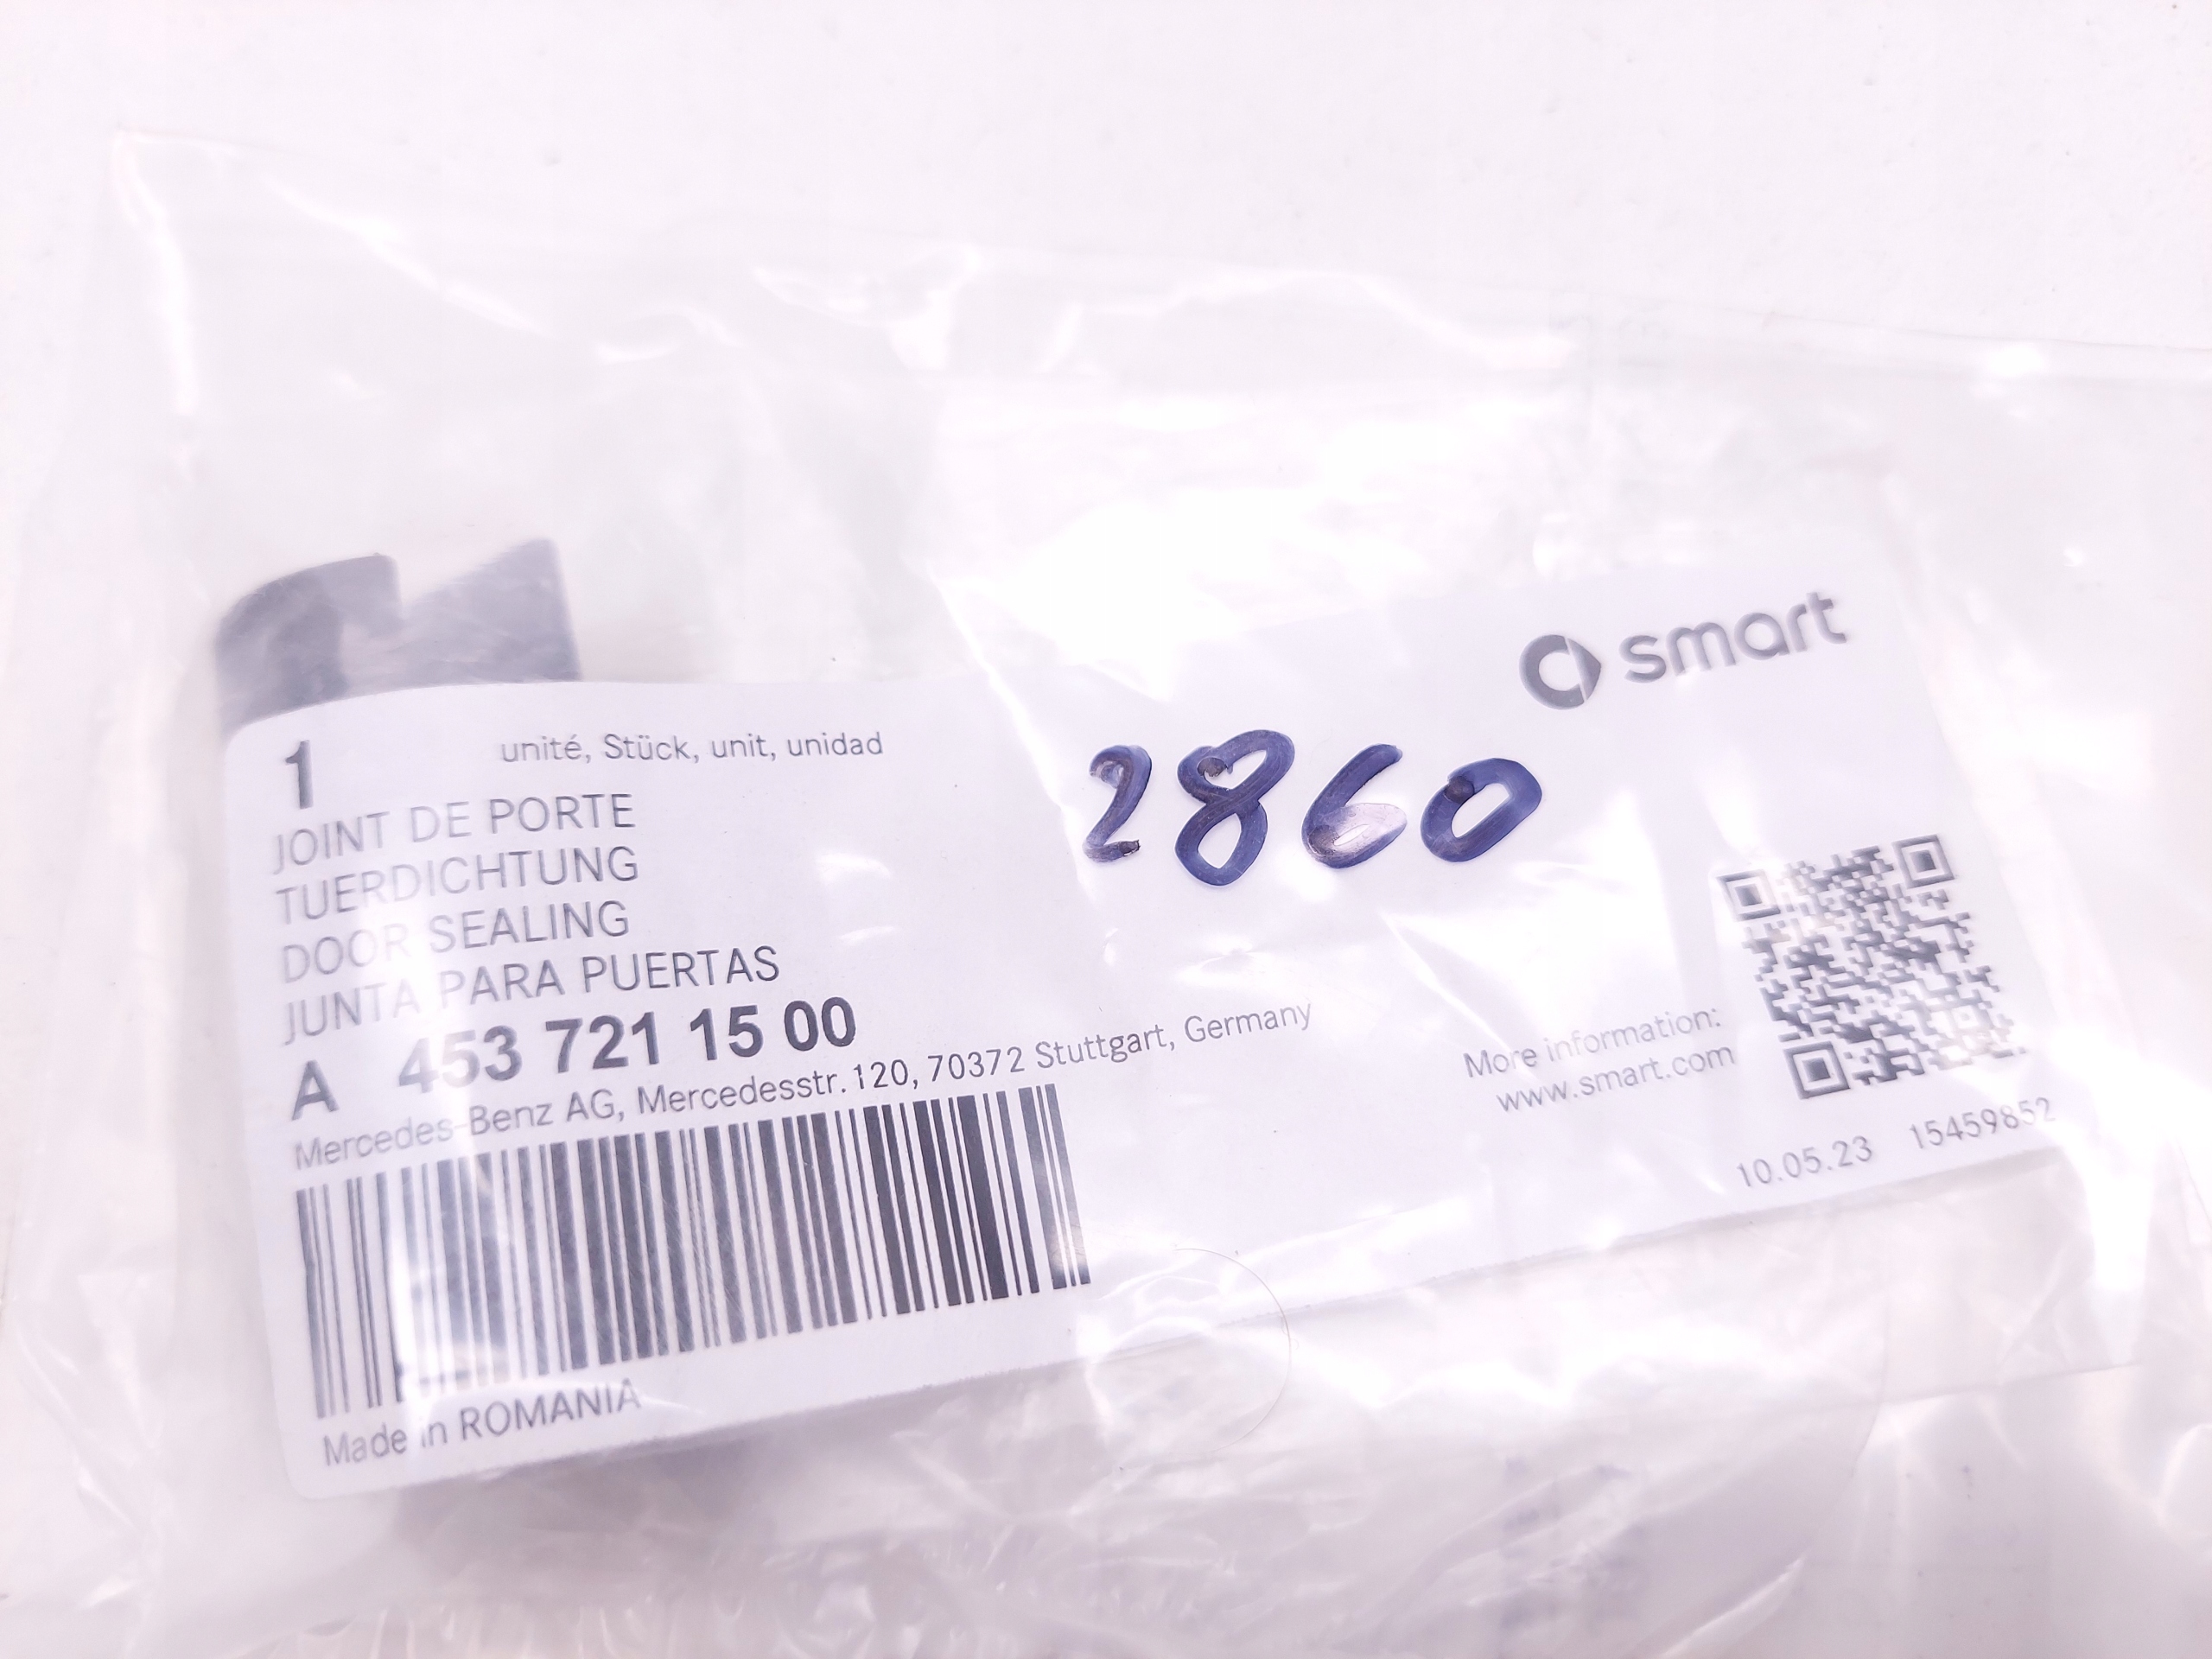 smart
1 unité, Stück, unit, unidad
2860
JOINT DE PORTE
TUERDICHTUNG
DOOR SEALING
JUNTA PARA PUERTAS
A 453 721 15 00
Mercedes-Benz AG, Mercedesstr. 120, 70372 Stuttgart, Germany
More information:
www.smart.com
10.05.23 15459852
Made in ROMANIA